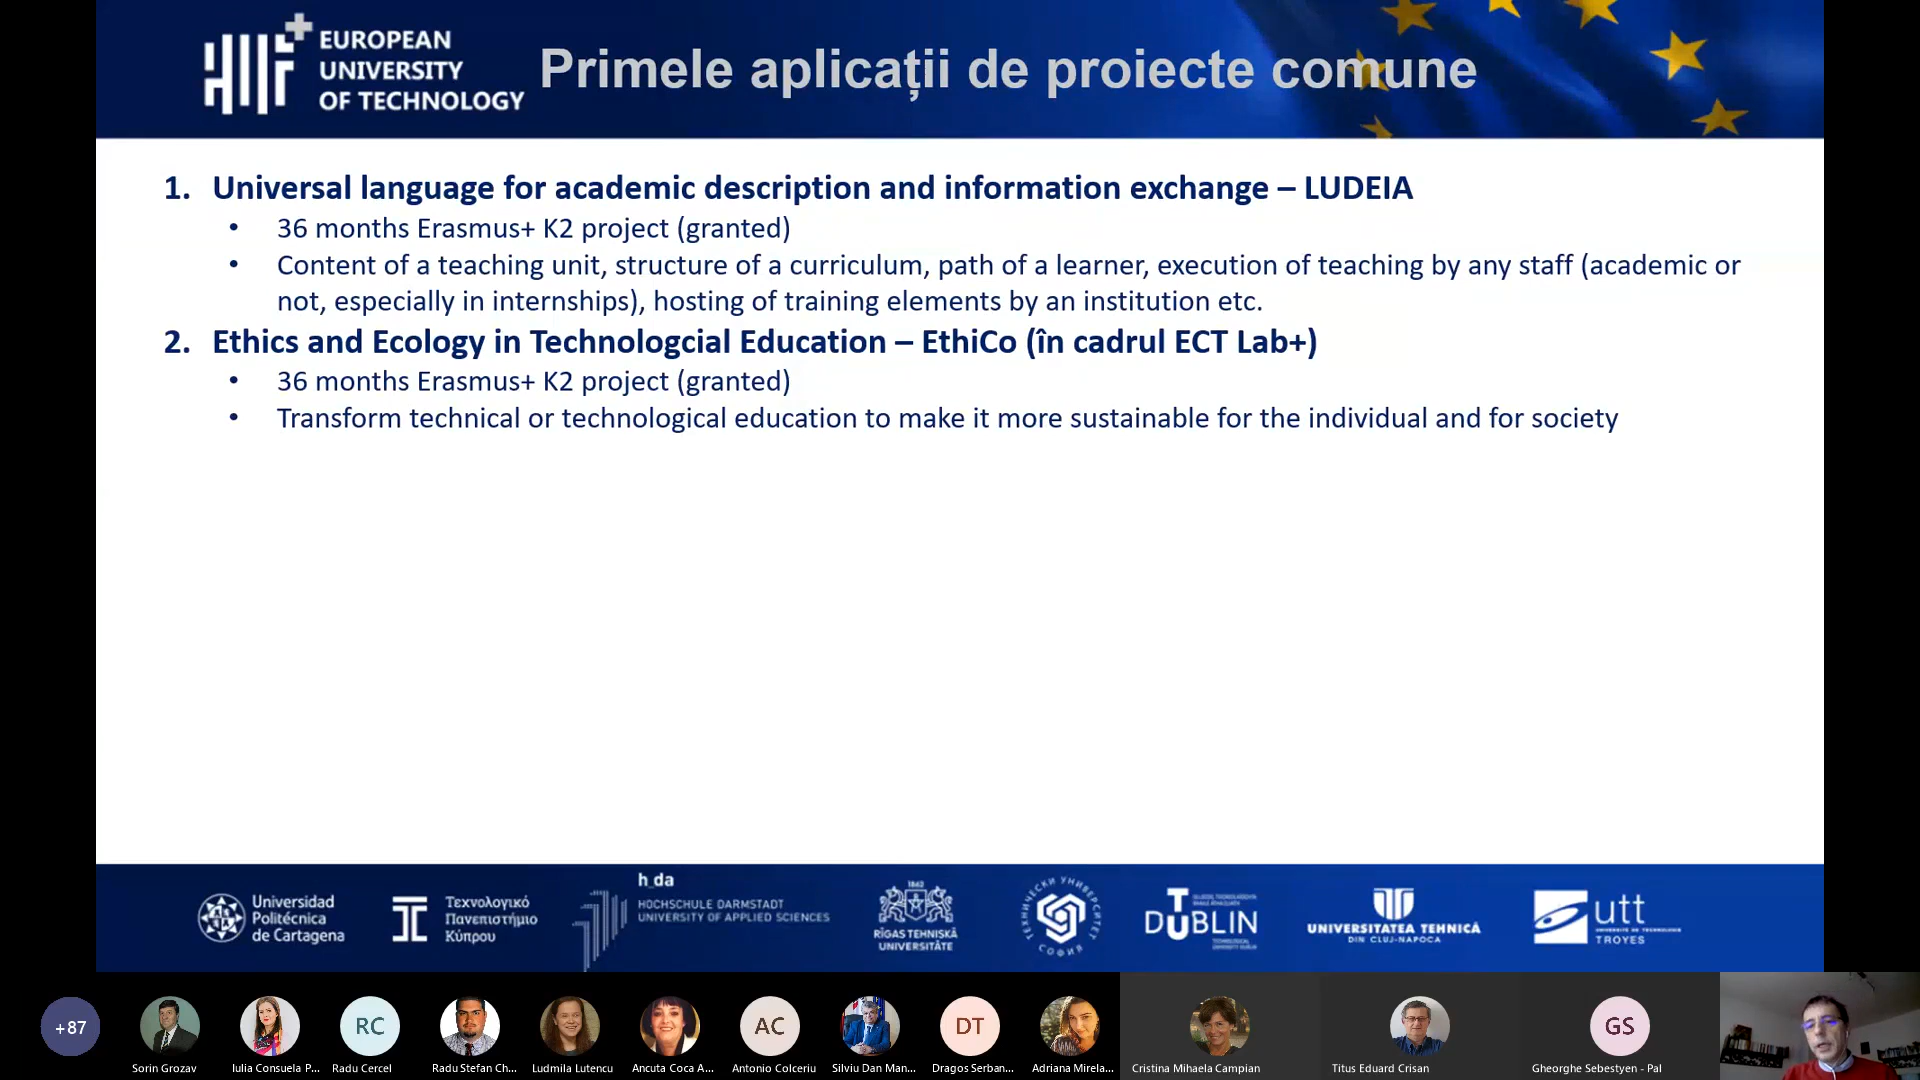 EUROPEAN
UNIVERSITY
OF TECHNOLOGY
Primele aplicații de proiecte comune
1. Universal language for academic description and information exchange – LUDEIA
• 36 months Erasmus+ K2 project (granted)
• Content of a teaching unit, structure of a curriculum, path of a learner, execution of teaching by any staff (academic or
not, especially in internships), hosting of training elements by an institution etc.
2. Ethics and Ecology in Technologcial Education – EthiCo (în cadrul ECT Lab+)
• 36 months Erasmus+ K2 project (granted)
• Transform technical or technological education to make it more sustainable for the individual and for society
Universidad
Politécnica
de Cartagena
Τεχνολογικό
Πανεπιστήμιο
Κύπρου
h_da
HOCHSCHULE DARMSTADT
UNIVERSITY OF APPLIED SCIENCES
1862
RĪGAS TEHNISKĀ
UNIVERSITĀTE
ТЕХНИЧЕСКИ УНИВЕРСИТЕТ
СОФИЯ
DUBLIN
UNIVERSITATEA TEHNICĂ
DIN CLUJ-NAPOCA
utt
UNIVERSITÉ DE TECHNOLOGIE
TROYES
+87
RC
AC
DT
GS
Sorin Grozav
Iulia Consuela P...
Radu Cercel
Radu Stefan Ch...
Ludmila Lutencu
Ancuta Coca A...
Antonio Colceriu
Silviu Dan Man...
Dragos Serban...
Adriana Mirela...
Cristina Mihaela Campian
Titus Eduard Crisan
Gheorghe Sebestyen - Pal